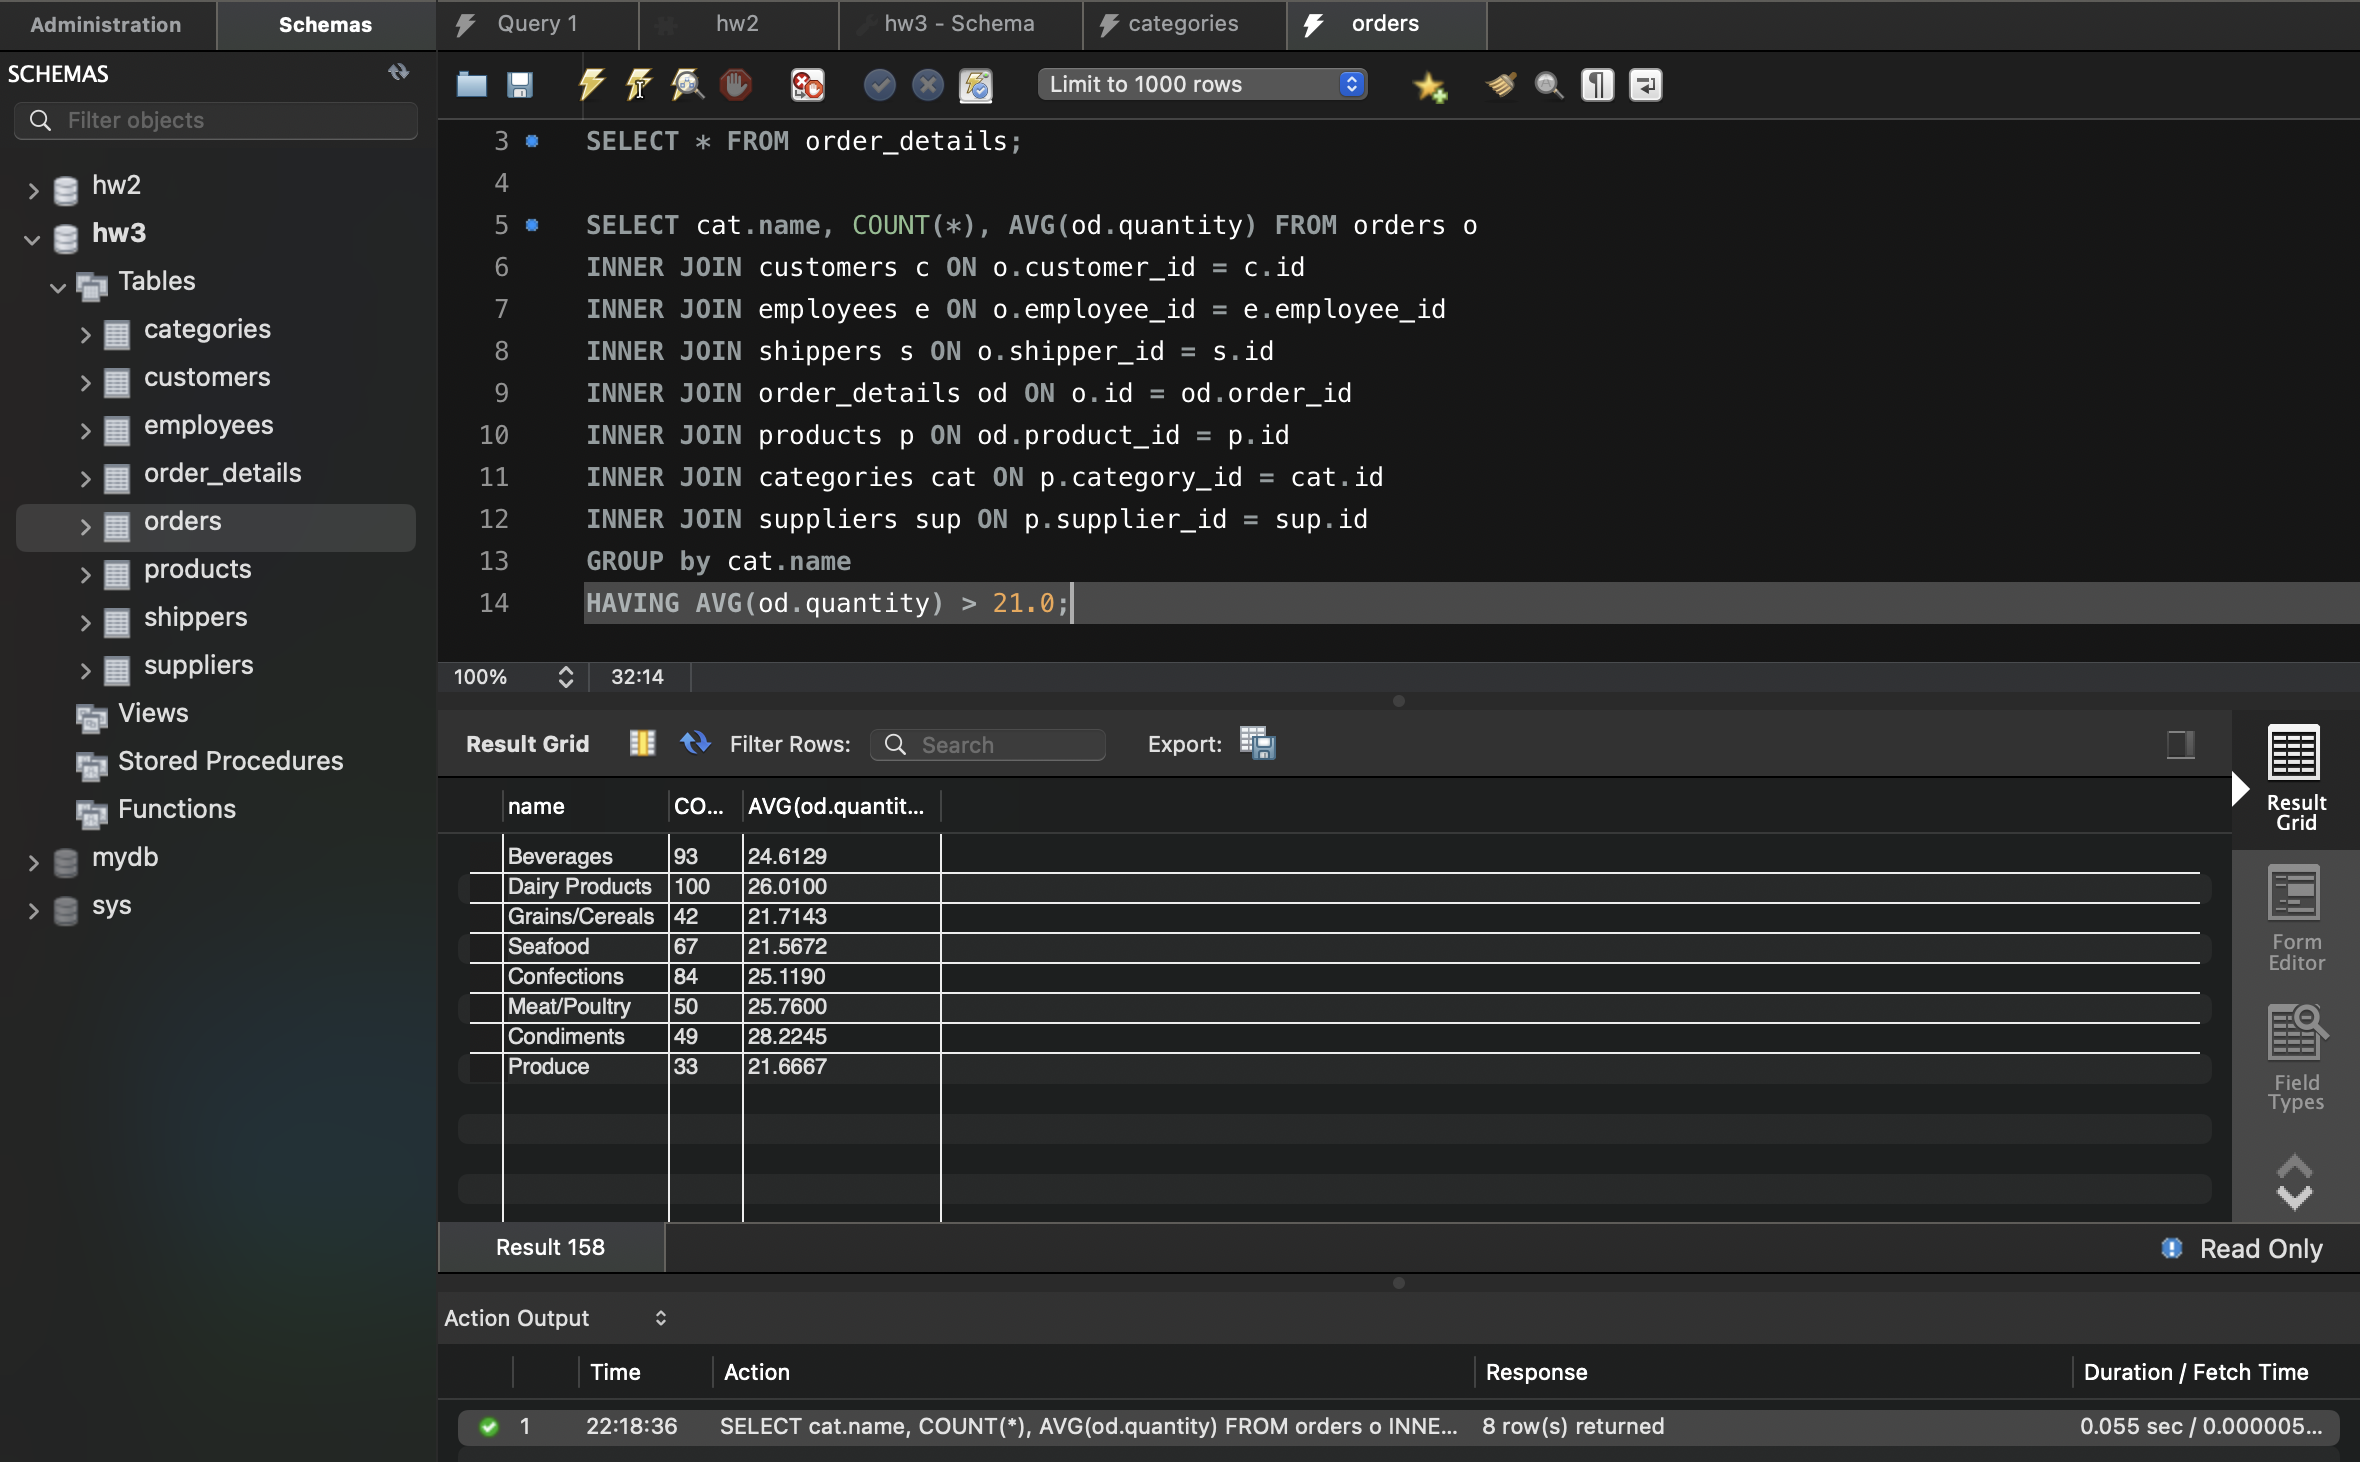 Administration
Schemas
Query 1
hw2
hw3 - Schema
categories
orders
SCHEMAS
Filter objects
hw2
hw3
Tables
categories
customers
employees
order_details
orders
products
shippers
suppliers
Views
Stored Procedures
Functions
mydb
sys
Limit to 1000 rows
3 SELECT * FROM order_details;
4
5 SELECT cat.name, COUNT(*), AVG(od.quantity) FROM orders o
6 INNER JOIN customers c ON o.customer_id = c.id
7 INNER JOIN employees e ON o.employee_id = e.employee_id
8 INNER JOIN shippers s ON o.shipper_id = s.id
9 INNER JOIN order_details od ON o.id = od.order_id
10 INNER JOIN products p ON od.product_id = p.id
11 INNER JOIN categories cat ON p.category_id = cat.id
12 INNER JOIN suppliers sup ON p.supplier_id = sup.id
13 GROUP by cat.name
14 HAVING AVG(od.quantity) > 21.0;
100% 32:14
Result Grid Filter Rows: Search Export:
name CO... AVG(od.quantit...
Beverages 93 24.6129
Dairy Products 100 26.0100
Grains/Cereals 42 21.7143
Seafood 67 21.5672
Confections 84 25.1190
Meat/Poultry 50 25.7600
Condiments 49 28.2245
Produce 33 21.6667
Result
Grid
Form
Editor
Field
Types
Result 158
Read Only
Action Output
Time Action Response Duration / Fetch Time
1 22:18:36 SELECT cat.name, COUNT(*), AVG(od.quantity) FROM orders o INNE... 8 row(s) returned 0.055 sec / 0.000005...